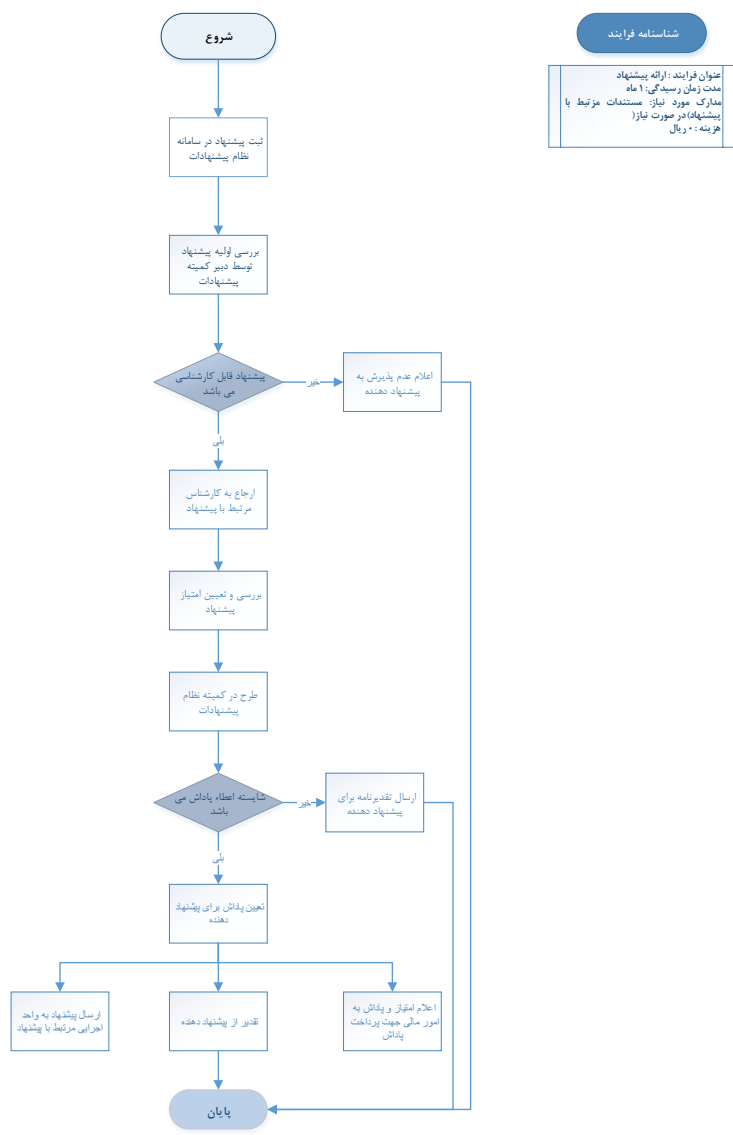 شروع
شناسنامه فرایند
عنوان فرایند : ارائه پیشنهاد
مدت زمان رسیدگی: ۱ ماه
مدارک مورد نیاز: مستندات مرتبط با
پیشنهاد)در صورت نیاز(
هزینه : ۰ ریال
ثبت پیشنهاد در سامانه
نظام پیشنهادات
بررسی اولیه پیشنهاد
توسط دبیر کمیته
پیشنهادات
پیشنهاد قابل کارشناسی
می باشد
خیر
اعلام عدم پذیرش به
پیشنهاد دهنده
بلی
ارجاع به کارشناس
مرتبط با پیشنهاد
بررسی و تعیین امتیاز
پیشنهاد
طرح در کمیته نظام
پیشنهادات
شایسته اعطاء پاداش می
باشد
خیر
ارسال تقدیرنامه برای
پیشنهاد دهنده
بلی
تعیین پاداش برای پیشنهاد
دهنده
اعلام امتیاز و پاداش به
امور مالی جهت پرداخت
پاداش
تقدیر از پیشنهاد دهنده
ارسال پیشنهاد به واحد
اجرایی مرتبط با پیشنهاد
پایان